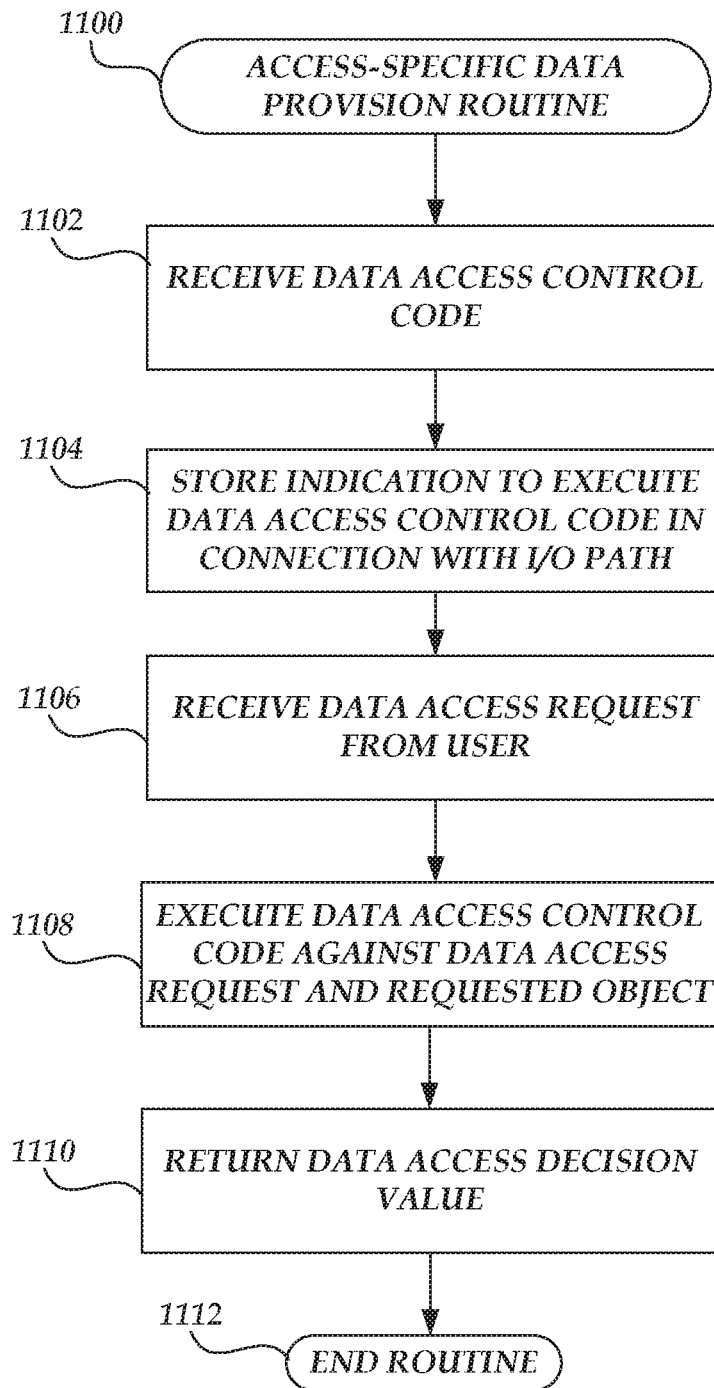 1100
ACCESS-SPECIFIC DATA
PROVISION ROUTINE
1102
RECEIVE DATA ACCESS CONTROL
CODE
1104
STORE INDICATION TO EXECUTE
DATA ACCESS CONTROL CODE IN
CONNECTION WITH I/O PATH
1106
RECEIVE DATA ACCESS REQUEST
FROM USER
1108
EXECUTE DATA ACCESS CONTROL
CODE AGAINST DATA ACCESS
REQUEST AND REQUESTED OBJECT
1110
RETURN DATA ACCESS DECISION
VALUE
1112
END ROUTINE